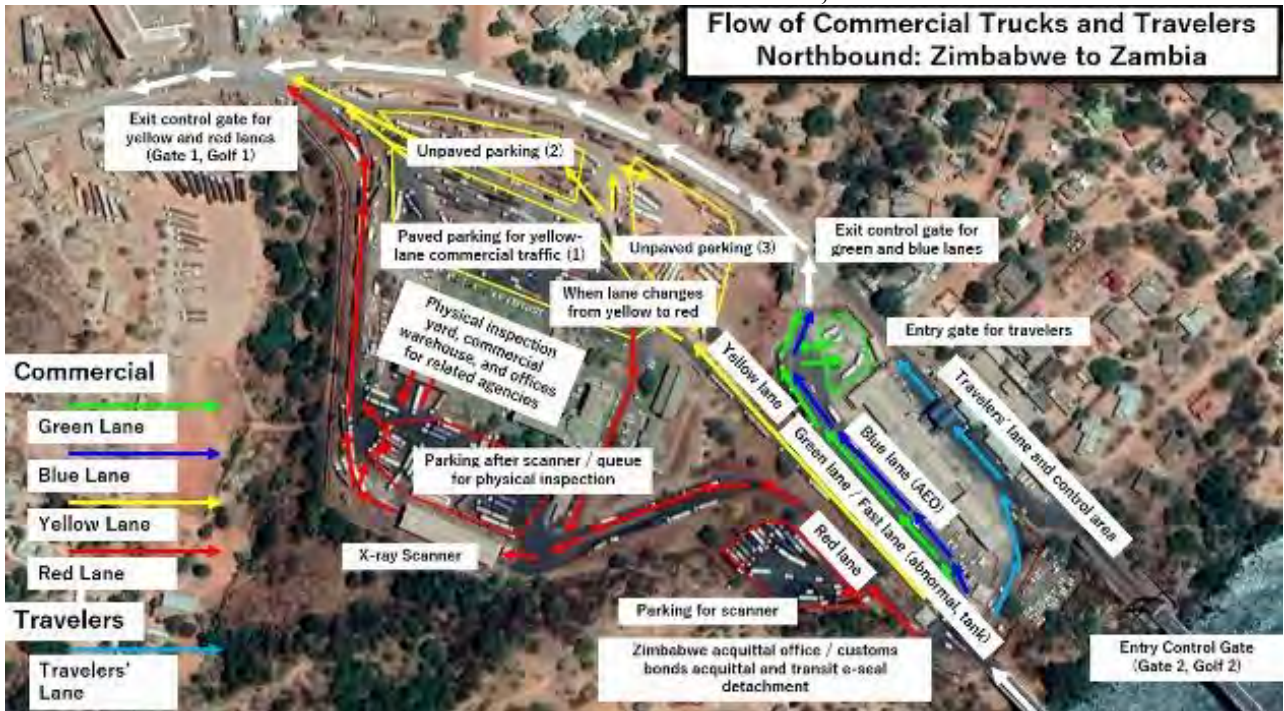 Flow of Commercial Trucks and Travelers
Northbound: Zimbabwe to Zambia
Exit control gate for
yellow and red lanes
(Gate 1, Golf 1)
Unpaved parking (2)
Paved parking for yellow-
lane commercial traffic (1)
Unpaved parking (3)
Exit control gate for
green and blue lanes
When lane changes
from yellow to red
Entry gate for travelers
Physical inspection
yard, commercial
warehouse, and offices
for related agencies
Yellow lane
Green lane / Fast lane (abnormal, tank)
Blue lane (AEO)
Travelers' lane and control area
Commercial
Green Lane
Blue Lane
Yellow Lane
Red Lane
Travelers
Travelers'
Lane
Parking after scanner / queue
for physical inspection
X-ray Scanner
Red lane
Parking for scanner
Zimbabwe acquittal office / customs
bonds acquittal and transit e-seal
detachment
Entry Control Gate
(Gate 2, Golf 2)